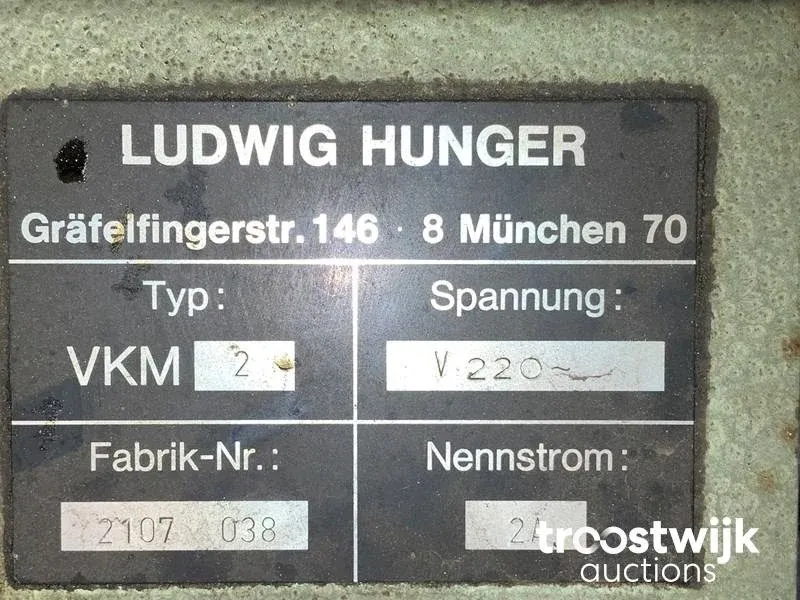 LUDWIG HUNGER
Gräfelfingerstr. 146 · 8 München 70
Typ:
VKM 2
Spannung:
V 220~
Fabrik-Nr.:
2107 038
Nennstrom:
2A
troostwijk
auctions